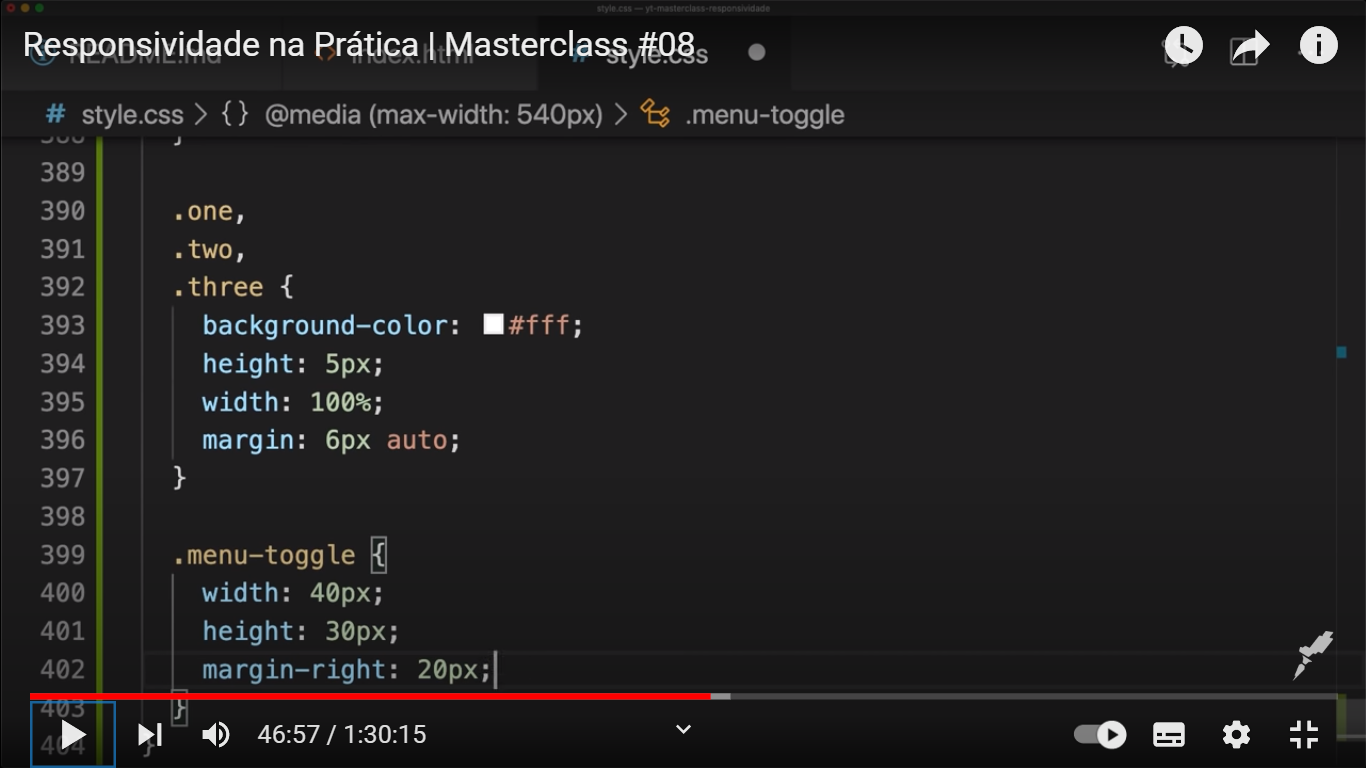 style.css — yt-masterclass-responsividade
Responsividade na Prática | Masterclass #08
README.md
index.html
# style.css
# style.css > {} @media (max-width: 540px) > .menu-toggle
388 }
389
390 .one,
391 .two,
392 .three {
393 background-color: #fff;
394 height: 5px;
395 width: 100%;
396 margin: 6px auto;
397 }
398
399 .menu-toggle {
400 width: 40px;
401 height: 30px;
402 margin-right: 20px;
403 }
404 }
46:57 / 1:30:15